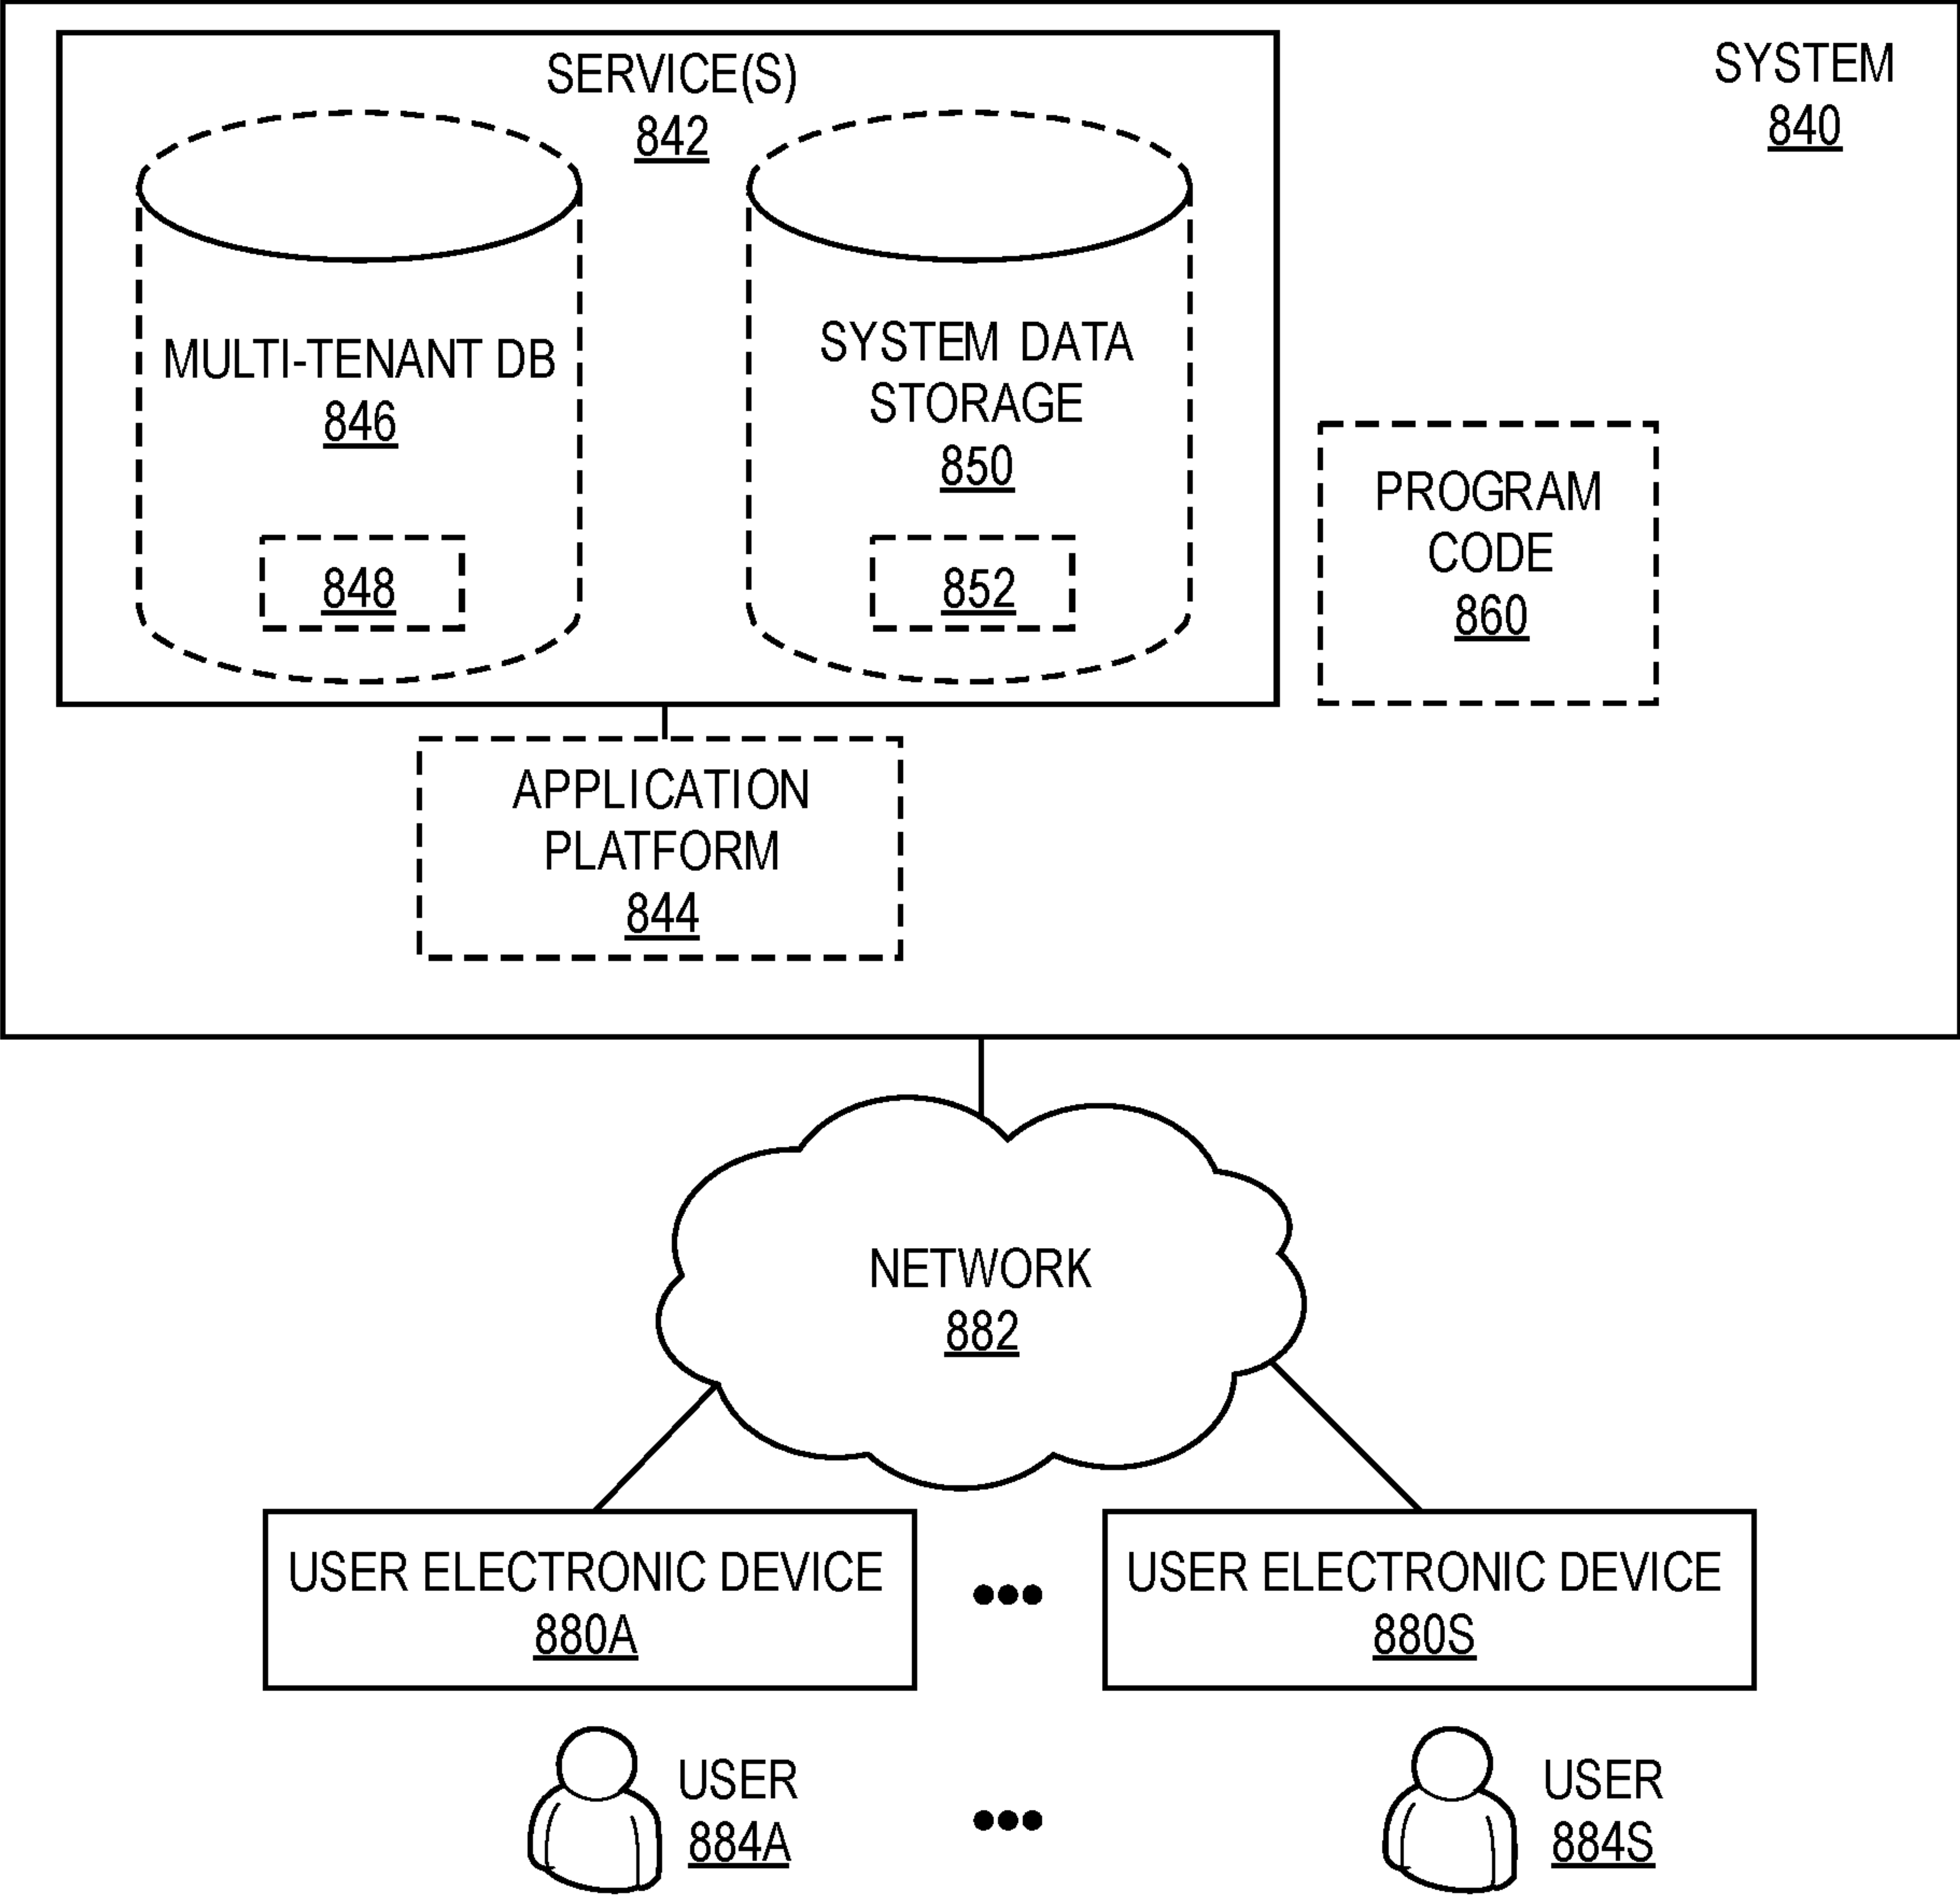 SYSTEM
840
SERVICE(S)
842
MULTI-TENANT DB
846
848
SYSTEM DATA
STORAGE
850
852
PROGRAM
CODE
860
APPLICATION
PLATFORM
844
NETWORK
882
USER ELECTRONIC DEVICE
880A
USER ELECTRONIC DEVICE
880S
USER
884A
USER
884S